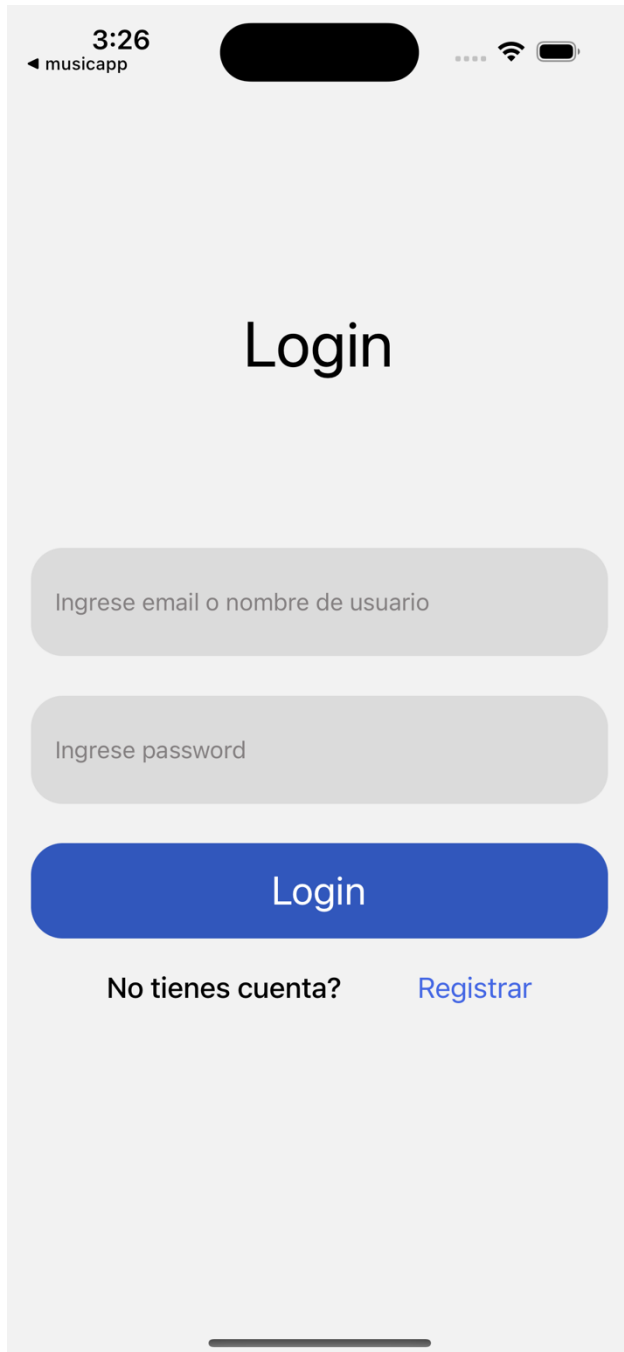 3:26
◀ musicapp
Login
Ingrese email o nombre de usuario
Ingrese password
Login
No tienes cuenta? Registrar